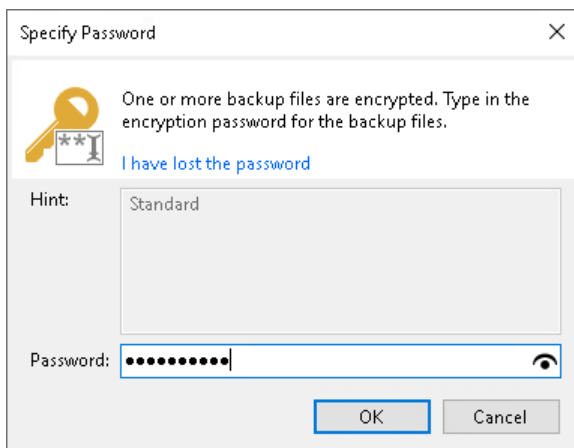 Specify Password
One or more backup files are encrypted. Type in the
encryption password for the backup files.
I have lost the password
Hint:
Standard
Password: ••••••••••
OK Cancel